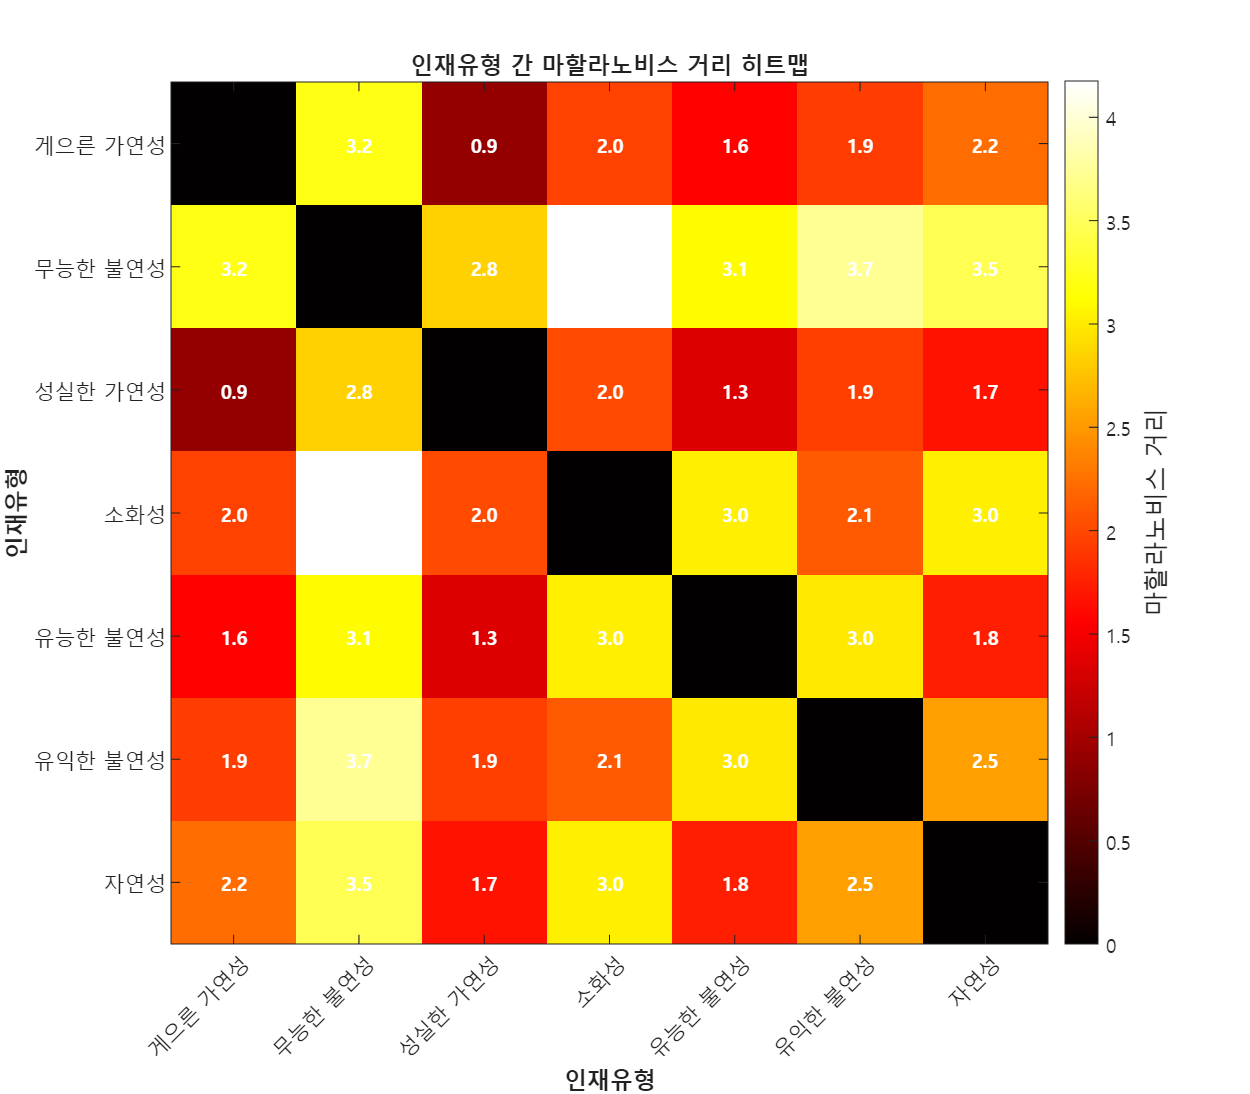 인재유형 간 마할라노비스 거리 히트맵
게으른 가연성 3.2 0.9 2.0 1.6 1.9 2.2
무능한 불연성 3.2 2.8 3.1 3.7 3.5
성실한 가연성 0.9 2.8 2.0 1.3 1.9 1.7
소화성 2.0 2.0 3.0 2.1 3.0
유능한 불연성 1.6 3.1 1.3 3.0 3.0 1.8
유익한 불연성 1.9 3.7 1.9 2.1 3.0 2.5
자연성 2.2 3.5 1.7 3.0 1.8 2.5
인재유형
게으른 가연성
무능한 불연성
성실한 가연성
소화성
유능한 불연성
유익한 불연성
자연성
인재유형
4
3.5
3
2.5
2
1.5
1
0.5
0
마할라노비스 거리